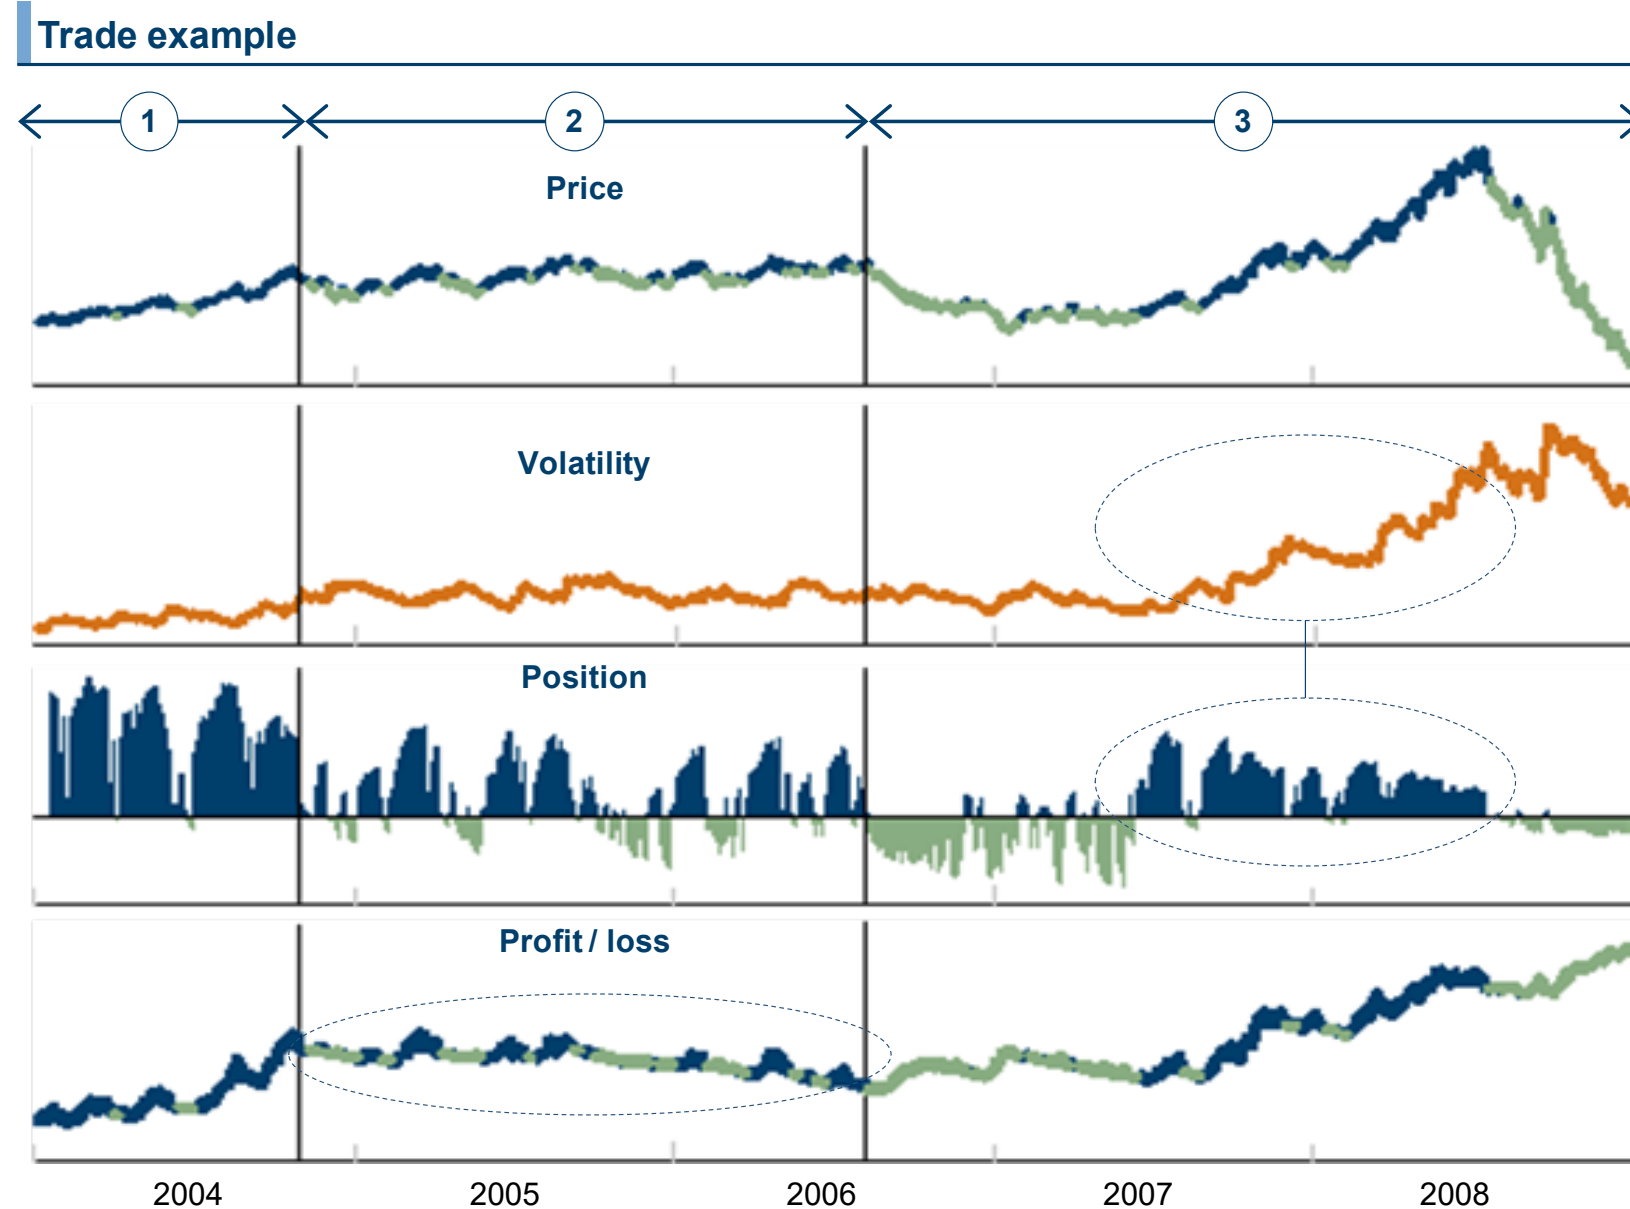 Trade example
1 2 3
Price
Volatility
Position
Profit / loss
2004 2005 2006 2007 2008